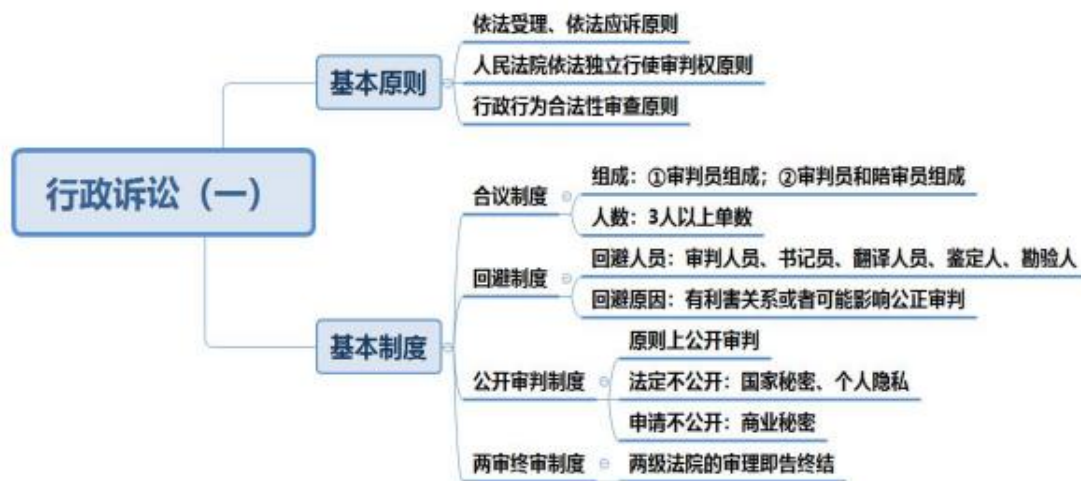 行政诉讼（一）
基本原则
依法受理、依法应诉原则
人民法院依法独立行使审判权原则
行政行为合法性审查原则
基本制度
合议制度
组成：①审判员组成；②审判员和陪审员组成
人数：3人以上单数
回避制度
回避人员：审判人员、书记员、翻译人员、鉴定人、勘验人
回避原因：有利害关系或者可能影响公正审判
公开审判制度
原则上公开审判
法定不公开：国家秘密、个人隐私
申请不公开：商业秘密
两审终审制度
两级法院的审理即告终结